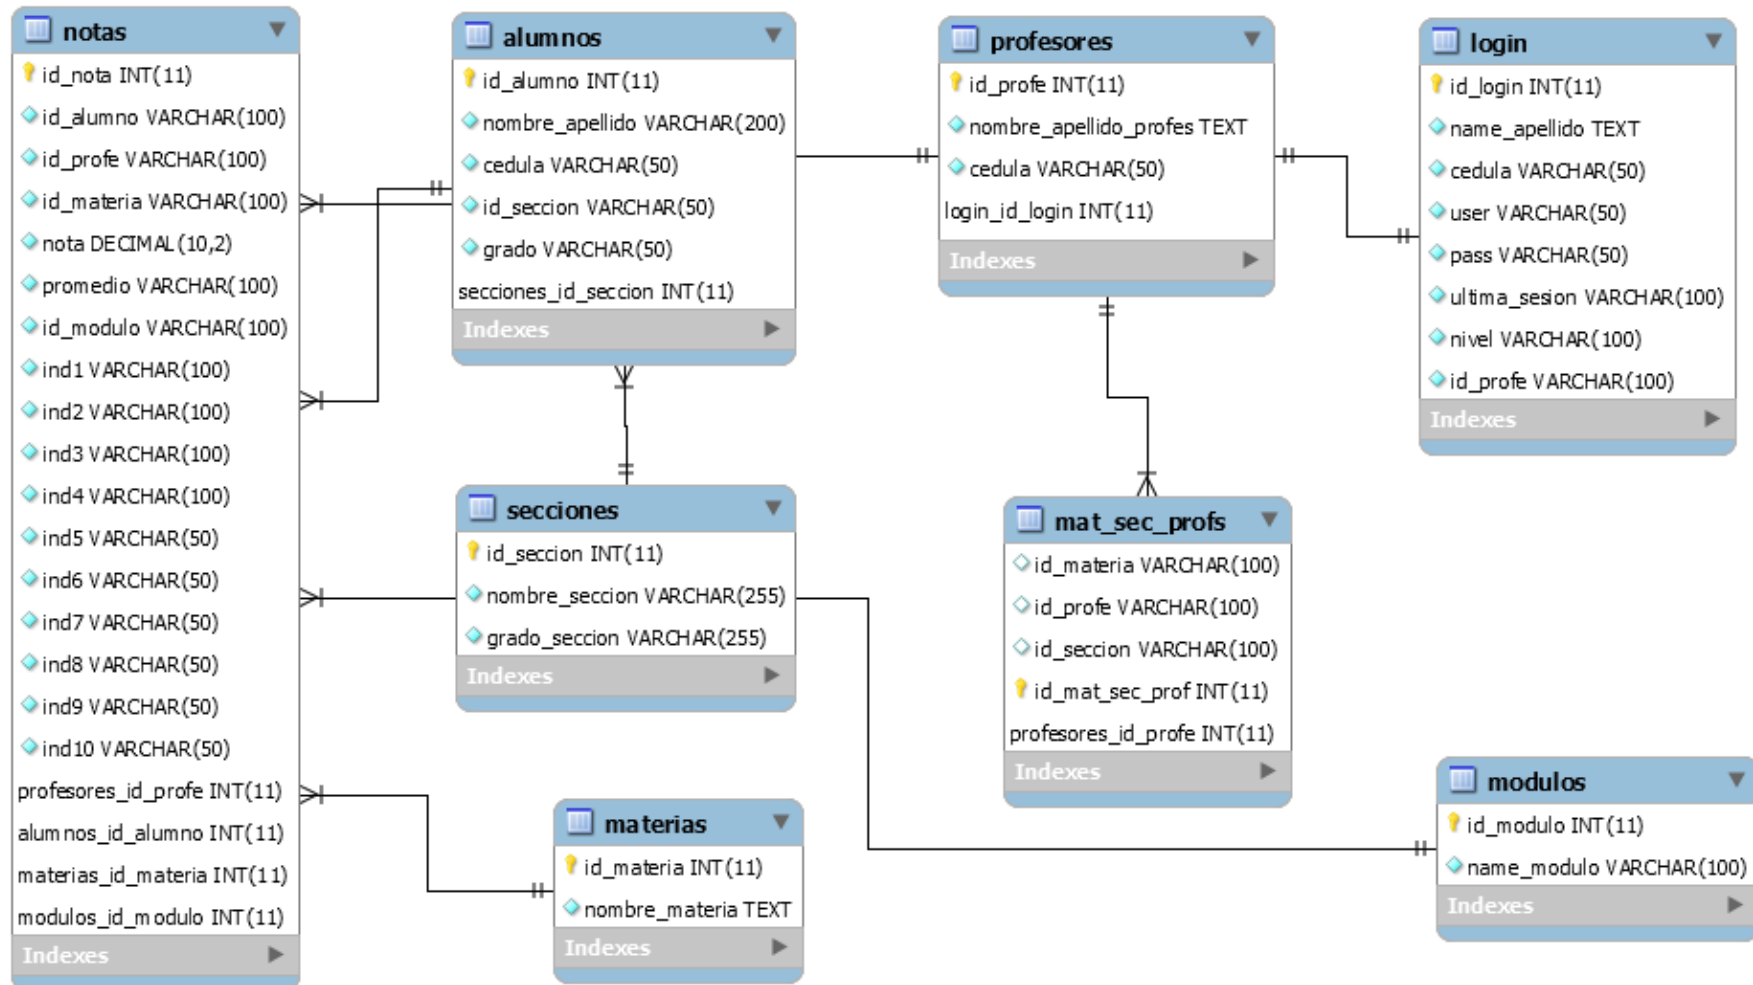 notas
id_nota INT(11)
id_alumno VARCHAR(100)
id_profe VARCHAR(100)
id_materia VARCHAR(100)
nota DECIMAL(10,2)
promedio VARCHAR(100)
id_modulo VARCHAR(100)
ind1 VARCHAR(100)
ind2 VARCHAR(100)
ind3 VARCHAR(100)
ind4 VARCHAR(100)
ind5 VARCHAR(50)
ind6 VARCHAR(50)
ind7 VARCHAR(50)
ind8 VARCHAR(50)
ind9 VARCHAR(50)
ind10 VARCHAR(50)
profesores_id_profe INT(11)
alumnos_id_alumno INT(11)
materias_id_materia INT(11)
modulos_id_modulo INT(11)
Indexes
alumnos
id_alumno INT(11)
nombre_apellido VARCHAR(200)
cedula VARCHAR(50)
id_seccion VARCHAR(50)
grado VARCHAR(50)
secciones_id_seccion INT(11)
Indexes
secciones
id_seccion INT(11)
nombre_seccion VARCHAR(255)
grado_seccion VARCHAR(255)
Indexes
materias
id_materia INT(11)
nombre_materia TEXT
Indexes
profesores
id_profe INT(11)
nombre_apellido_profes TEXT
cedula VARCHAR(50)
login_id_login INT(11)
Indexes
mat_sec_profs
id_materia VARCHAR(100)
id_profe VARCHAR(100)
id_seccion VARCHAR(100)
id_mat_sec_prof INT(11)
profesores_id_profe INT(11)
Indexes
login
id_login INT(11)
name_apellido TEXT
cedula VARCHAR(50)
user VARCHAR(50)
pass VARCHAR(50)
ultima_sesion VARCHAR(100)
nivel VARCHAR(100)
id_profe VARCHAR(100)
Indexes
modulos
id_modulo INT(11)
name_modulo VARCHAR(100)
Indexes